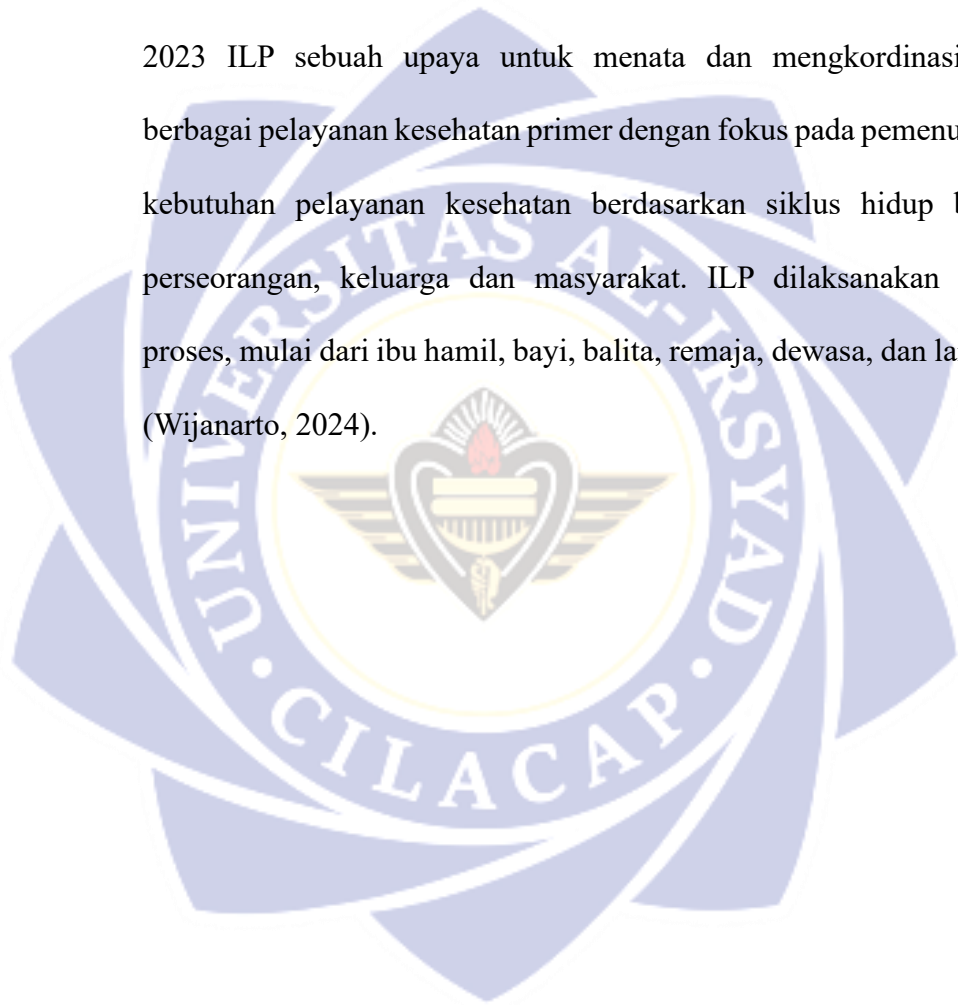 2023 ILP sebuah upaya untuk menata dan mengkordinasi
berbagai pelayanan kesehatan primer dengan fokus pada pemenu
kebutuhan pelayanan kesehatan berdasarkan siklus hidup
perseorangan, keluarga dan masyarakat. ILP dilaksanakan
proses, mulai dari ibu hamil, bayi, balita, remaja, dewasa, dan la
(Wijanarto, 2024).
UNIVERSITAS AL-IRSYAD
CILACAP